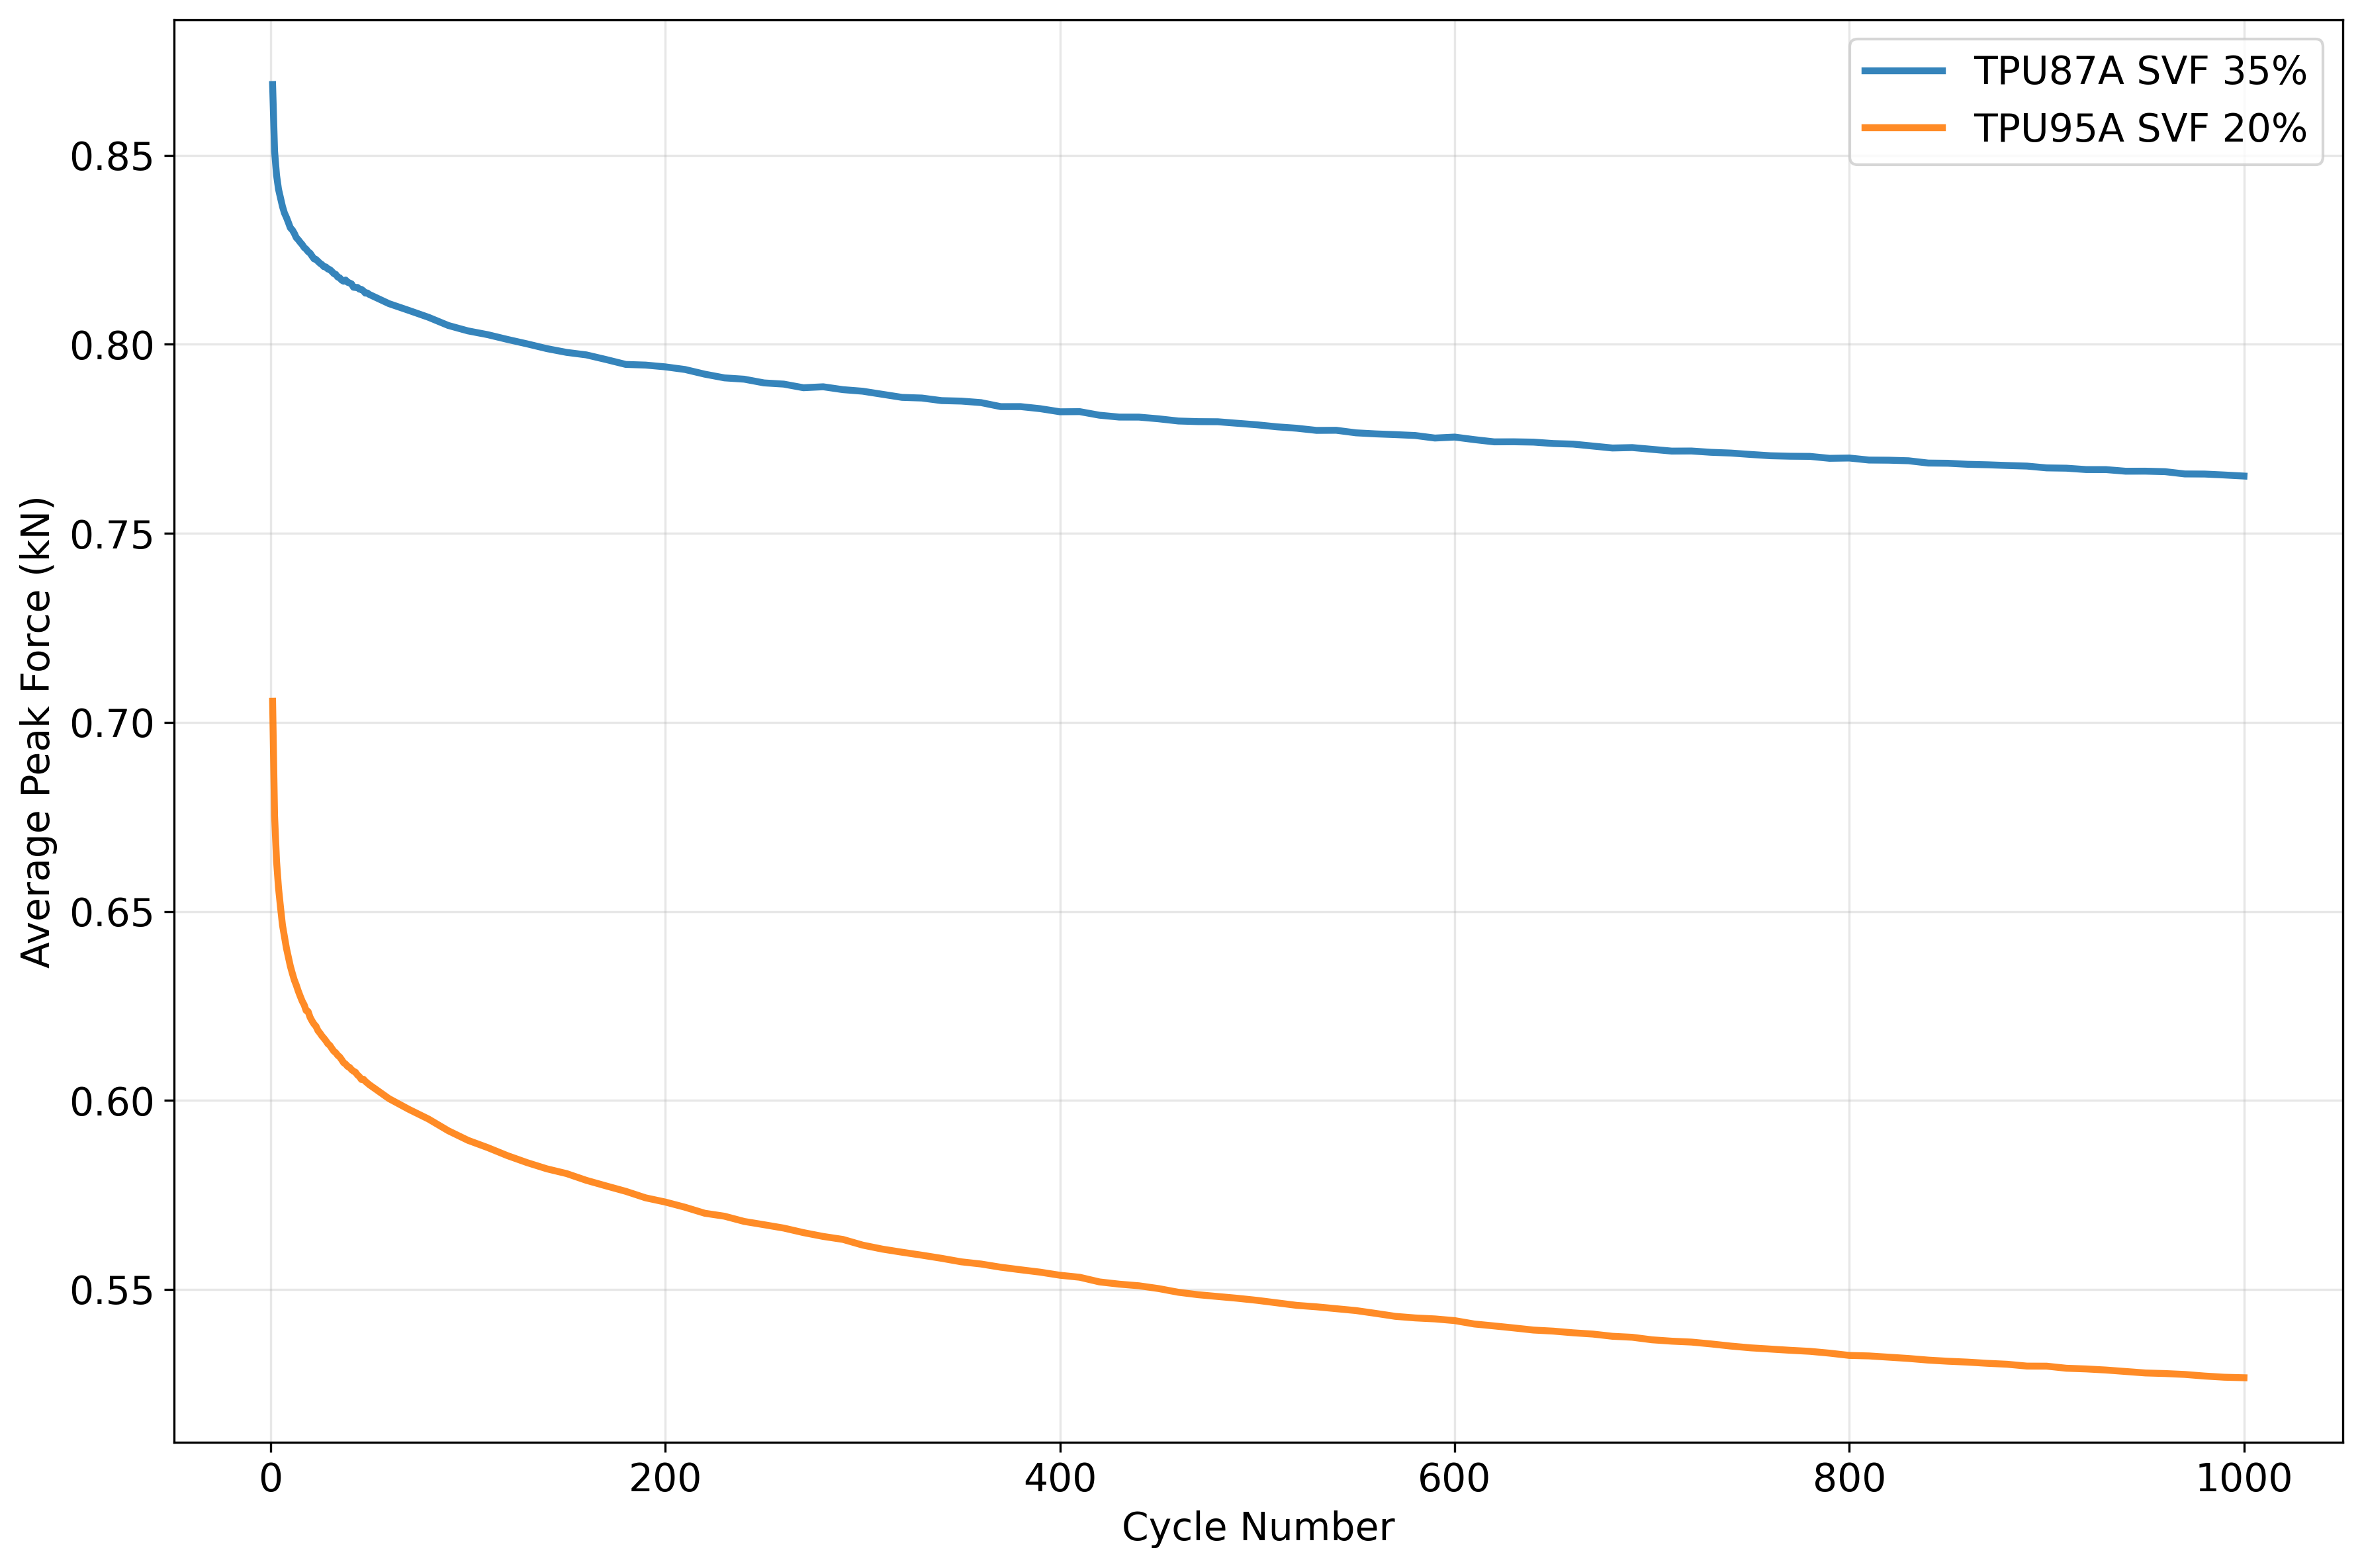 TPU87A SVF 35%
TPU95A SVF 20%
Average Peak Force (kN)
0.85
0.80
0.75
0.70
0.65
0.60
0.55
0 200 400 600 800 1000
Cycle Number